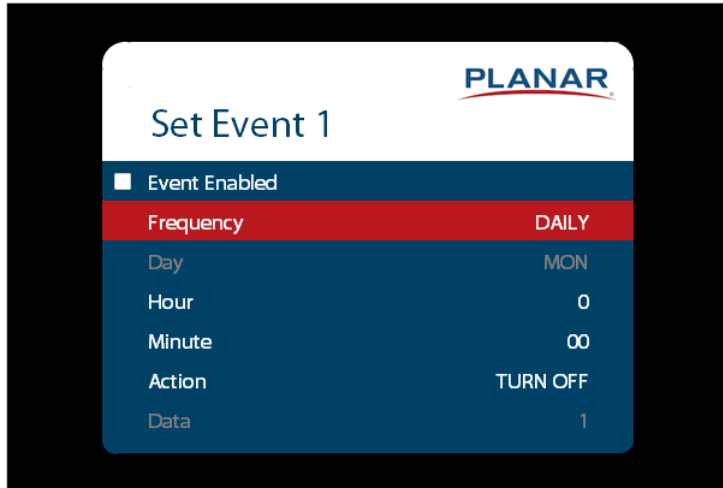 PLANAR
Set Event 1
Event Enabled
Frequency DAILY
Day MON
Hour 0
Minute 00
Action TURN OFF
Data 1